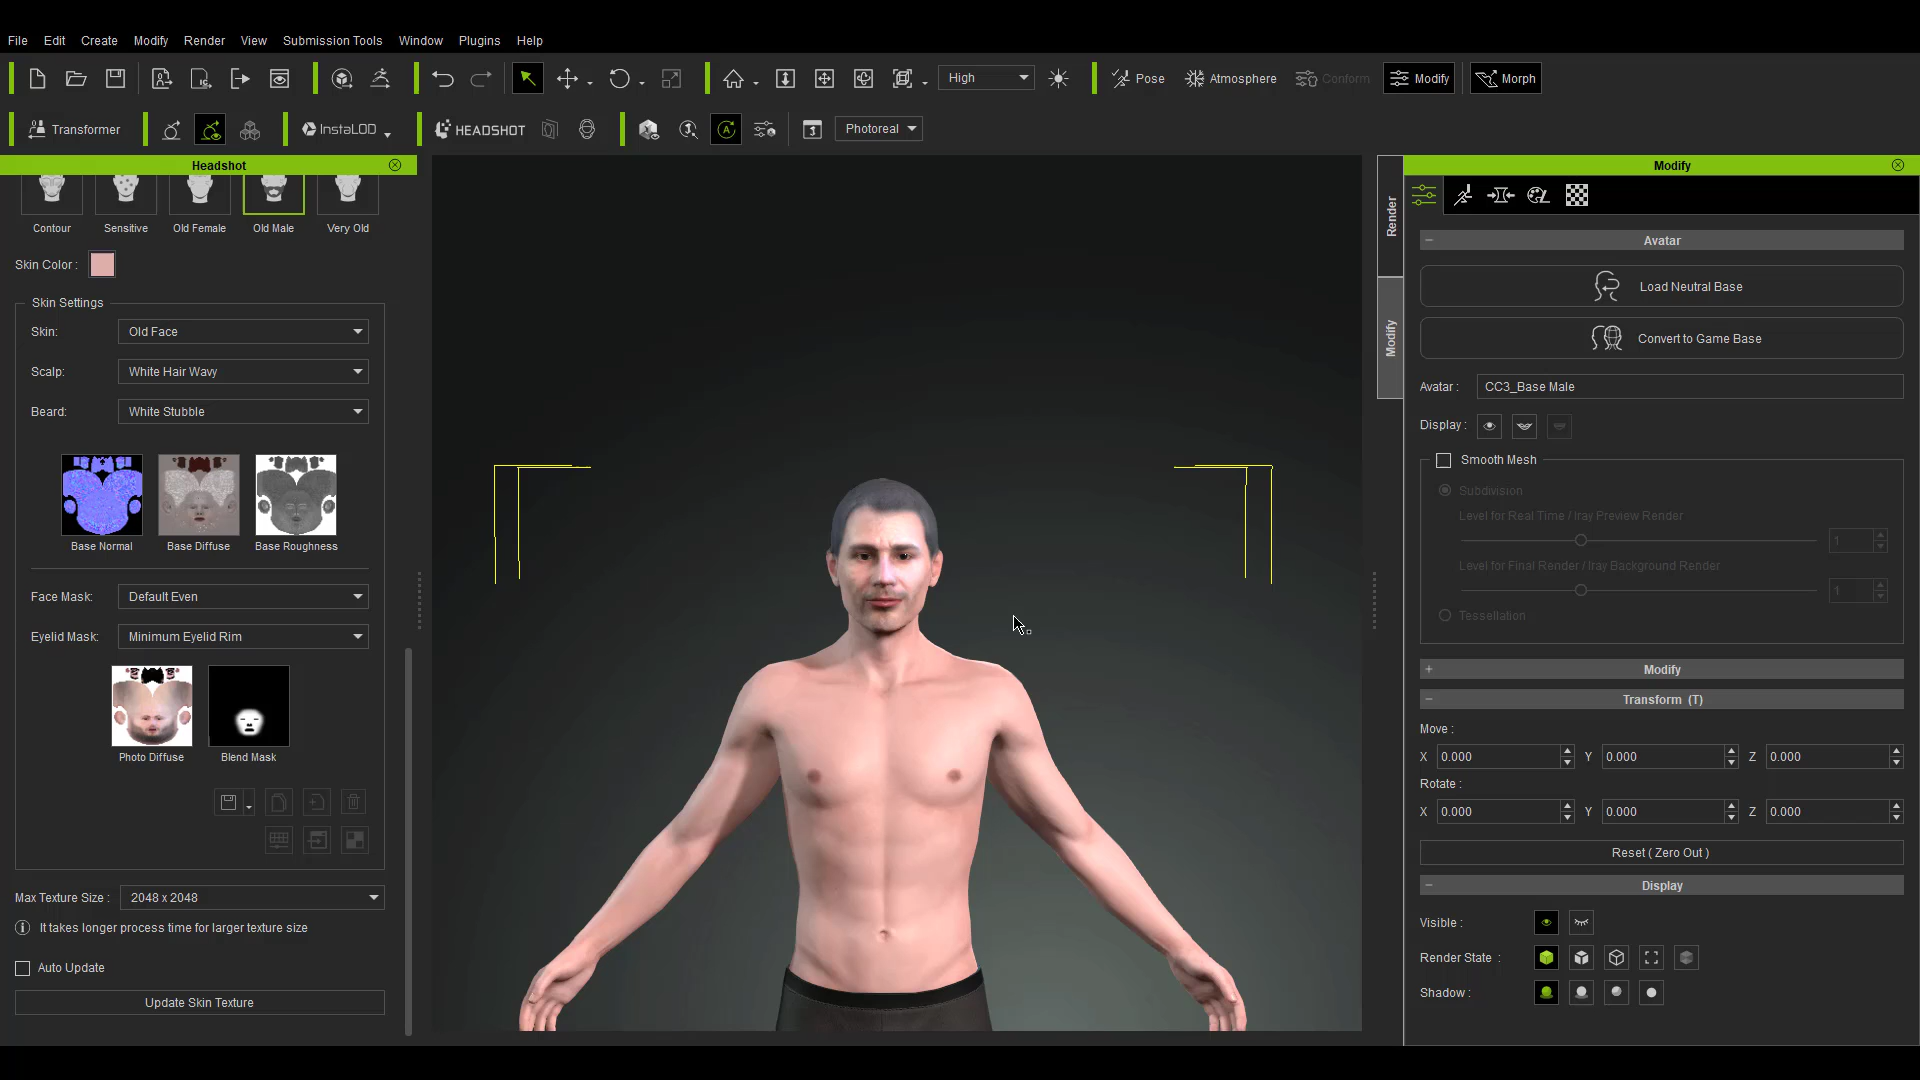 File Edit Create Modify Render View Submission Tools Window Plugins Help
High Pose Atmosphere Conform Modify Morph
Transformer InstaLOD HEADSHOT Photoreal
Headshot
Contour Sensitive Old Female Old Male Very Old
Skin Color :
Skin Settings
Skin: Old Face
Scalp: White Hair Wavy
Beard: White Stubble
Base Normal Base Diffuse Base Roughness
Face Mask: Default Even
Eyelid Mask: Minimum Eyelid Rim
Photo Diffuse Blend Mask
Max Texture Size : 2048 x 2048
It takes longer process time for larger texture size
Auto Update
Update Skin Texture
Render
Modify
Modify
Avatar
Load Neutral Base
Convert to Game Base
Avatar : CC3_Base Male
Display :
Smooth Mesh
Subdivision
Level for Real Time / Iray Preview Render
1
Level for Final Render / Iray Background Render
1
Tessellation
Modify
Transform (T)
Move :
X 0.000 Y 0.000 Z 0.000
Rotate :
X 0.000 Y 0.000 Z 0.000
Reset ( Zero Out )
Display
Visible :
Render State :
Shadow :